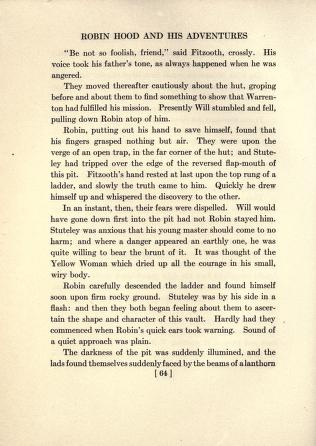 ROBIN HOOD AND HIS ADVENTURES
"Be not so foolish, friend," said Fitzooth, crossly. His
voice took his father's tone, as always happened when he was
angered.
They moved thereafter cautiously about the hut, groping
before and about them to find something to show that Warren-
ton had fulfilled his mission. Presently Will stumbled and fell,
pulling down Robin atop of him.
Robin, putting out his hand to save himself, found that
his fingers grasped nothing but air. They were upon the
verge of an open trap, in the far corner of the hut; and Stute-
ley had tripped over the edge of the reversed flap-mouth of
this pit. Fitzooth's hand rested at last upon the top rung of a
ladder, and slowly the truth came to him. Quickly he drew
himself up and whispered the discovery to the other.
In an instant, then, their fears were dispelled. Will would
have gone down first into the pit had not Robin stayed him.
Stuteley was anxious that his young master should come to no
harm; and where a danger appeared an earthly one, he was
quite willing to bear the brunt of it. It was thought of the
Yellow Woman which dried up all the courage in his small,
wiry body.
Robin carefully descended the ladder and found himself
soon upon firm rocky ground. Stuteley was by his side in a
flash: and then they both began feeling about them to ascer-
tain the shape and character of this vault. Hardly had they
commenced when Robin's quick ears took warning. Sound of
a quiet approach was plain.
The darkness of the pit was suddenly illumined, and the
lads found themselves suddenly faced by the beams of a lanthorn
[ 64 ]